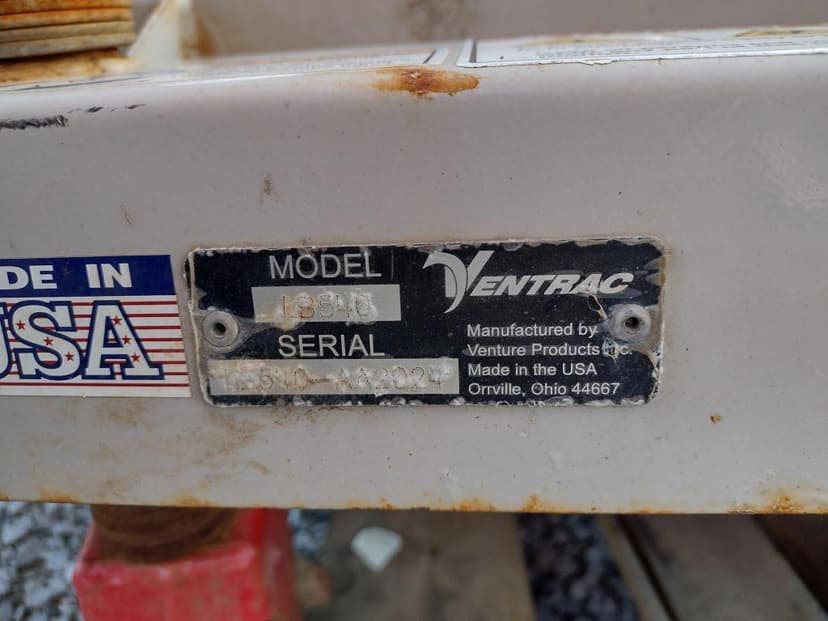 DE IN
USA
MODEL
SERIAL
VENTRAC
Manufactured by
Venture Products Inc.
Made in the USA
Orrville, Ohio 44667